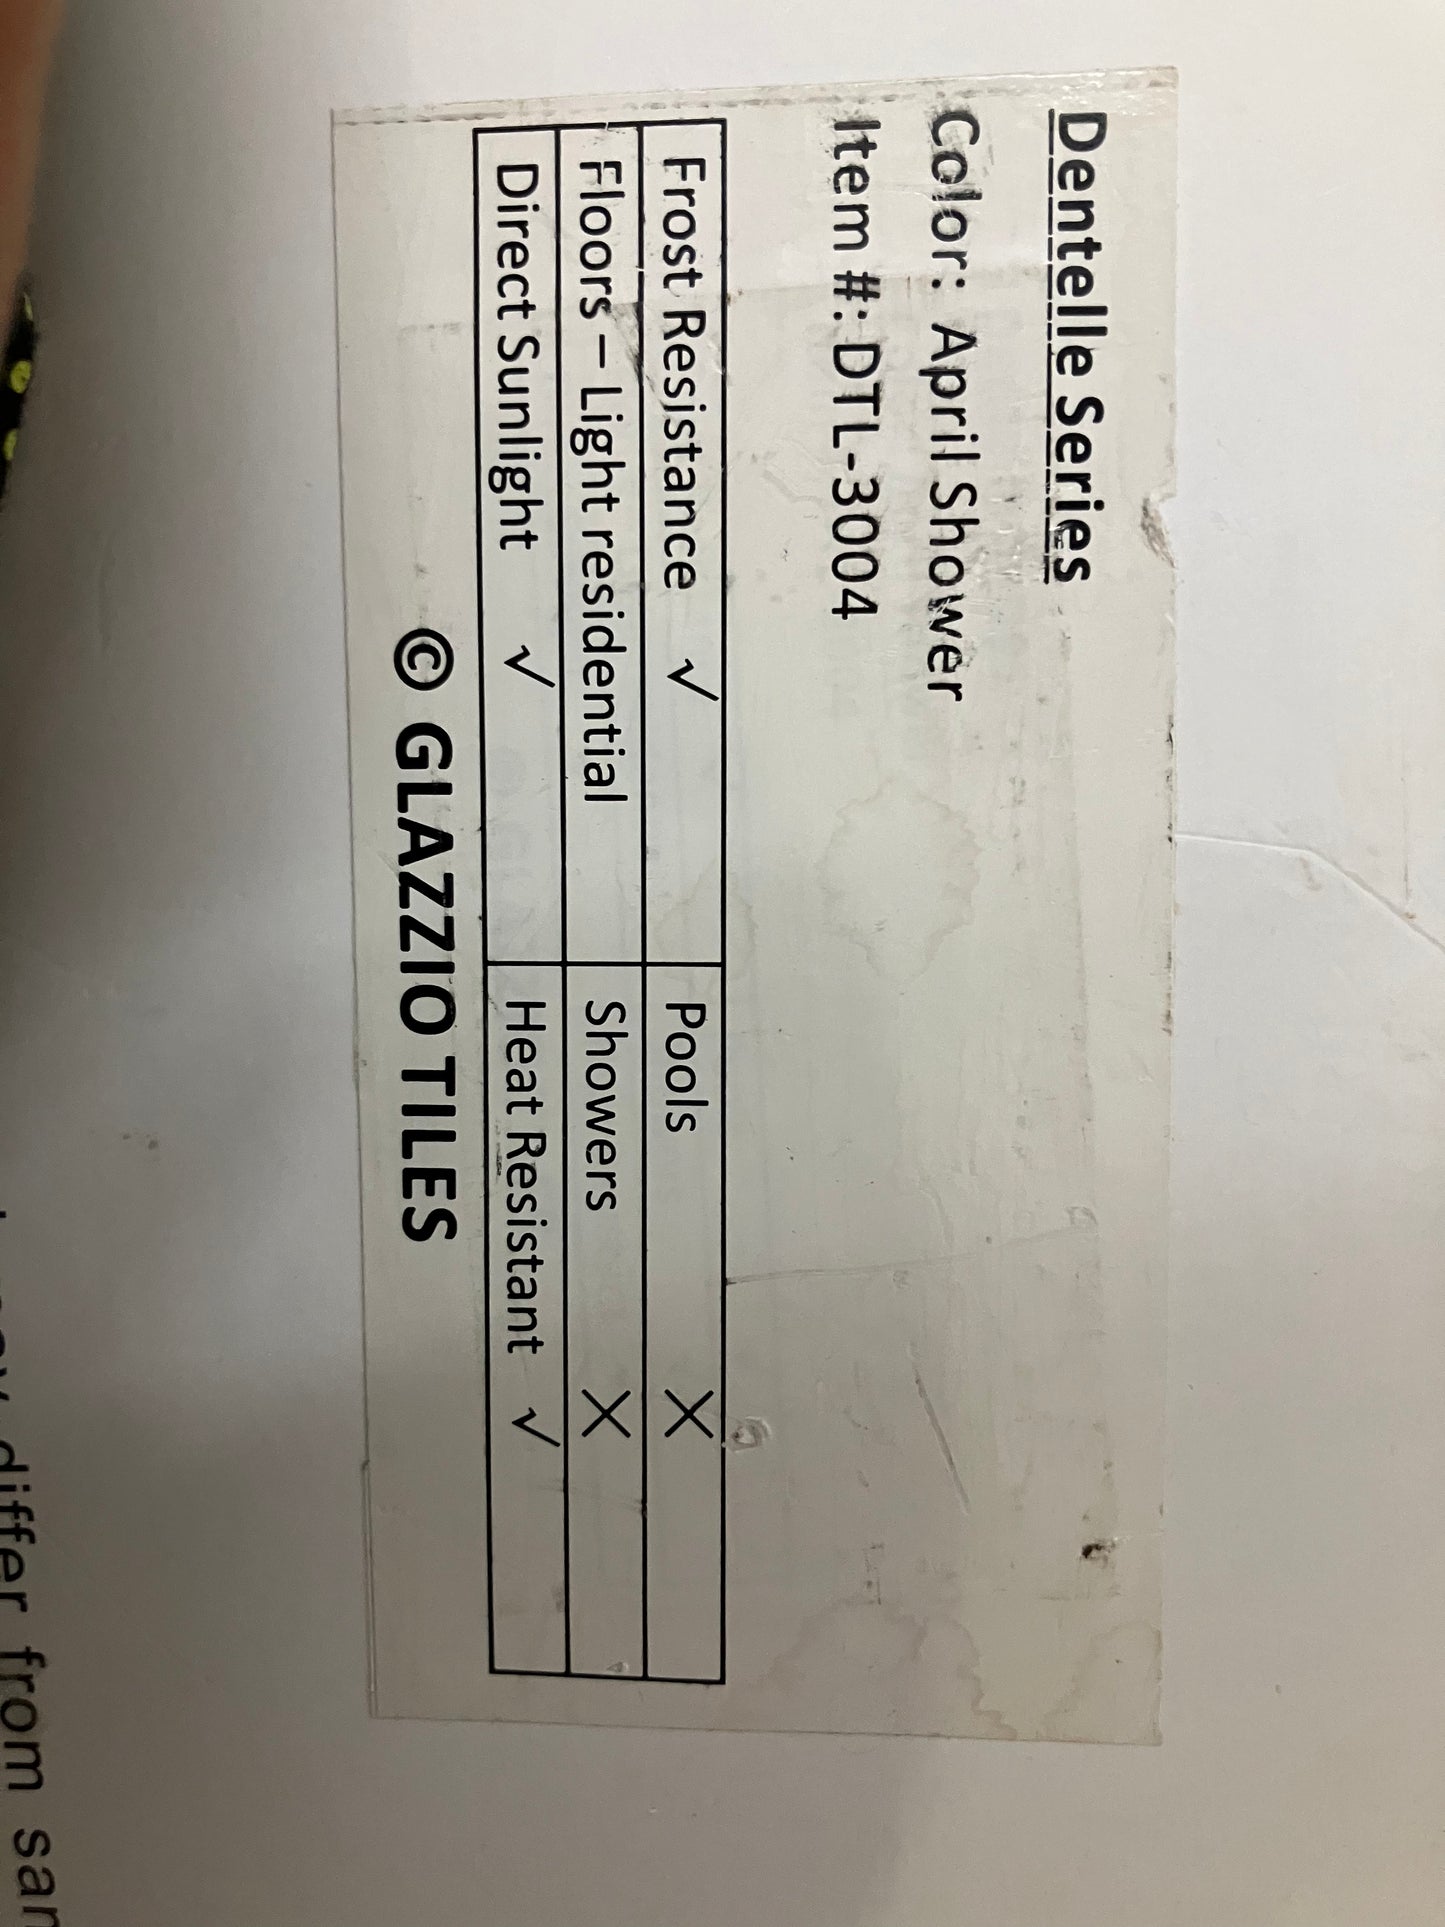 Dentelle Series
Color: April Shower
Item #: DTL-3004
Frost Resistance √ Pools X
Floors – Light residential Showers X
Direct Sunlight √ Heat Resistant √
© GLAZZIO TILES
differ from